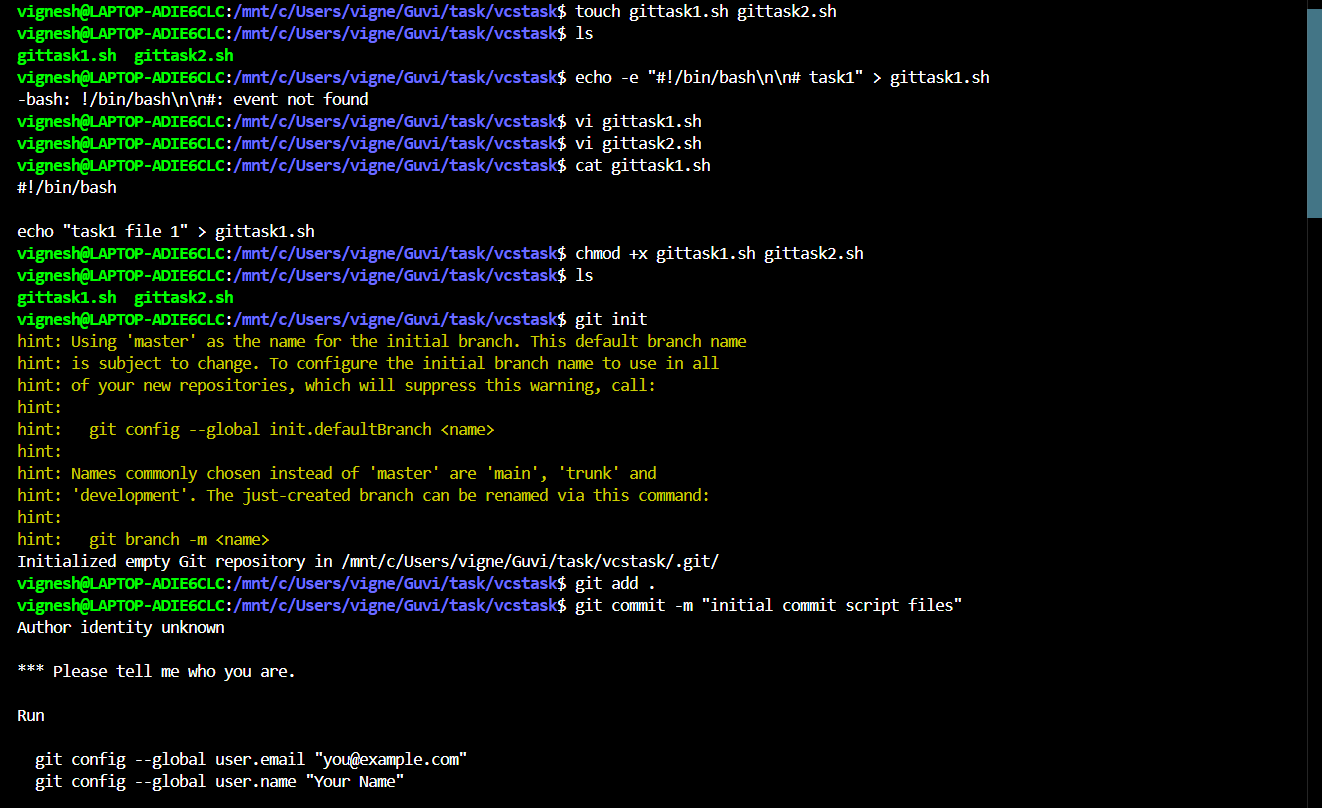 vignesh@LAPTOP-ADIE6CLC:/mnt/c/Users/vigne/Guvi/task/vcstask$ touch gittask1.sh gittask2.sh
vignesh@LAPTOP-ADIE6CLC:/mnt/c/Users/vigne/Guvi/task/vcstask$ ls
gittask1.sh  gittask2.sh
vignesh@LAPTOP-ADIE6CLC:/mnt/c/Users/vigne/Guvi/task/vcstask$ echo -e "#!/bin/bash\n\n# task1" > gittask1.sh
-bash: !/bin/bash\n\n#: event not found
vignesh@LAPTOP-ADIE6CLC:/mnt/c/Users/vigne/Guvi/task/vcstask$ vi gittask1.sh
vignesh@LAPTOP-ADIE6CLC:/mnt/c/Users/vigne/Guvi/task/vcstask$ vi gittask2.sh
vignesh@LAPTOP-ADIE6CLC:/mnt/c/Users/vigne/Guvi/task/vcstask$ cat gittask1.sh
#!/bin/bash

echo "task1 file 1" > gittask1.sh
vignesh@LAPTOP-ADIE6CLC:/mnt/c/Users/vigne/Guvi/task/vcstask$ chmod +x gittask1.sh gittask2.sh
vignesh@LAPTOP-ADIE6CLC:/mnt/c/Users/vigne/Guvi/task/vcstask$ ls
gittask1.sh  gittask2.sh
vignesh@LAPTOP-ADIE6CLC:/mnt/c/Users/vigne/Guvi/task/vcstask$ git init
hint: Using 'master' as the name for the initial branch. This default branch name
hint: is subject to change. To configure the initial branch name to use in all
hint: of your new repositories, which will suppress this warning, call:
hint:
hint:   git config --global init.defaultBranch <name>
hint:
hint: Names commonly chosen instead of 'master' are 'main', 'trunk' and
hint: 'development'. The just-created branch can be renamed via this command:
hint:
hint:   git branch -m <name>
Initialized empty Git repository in /mnt/c/Users/vigne/Guvi/task/vcstask/.git/
vignesh@LAPTOP-ADIE6CLC:/mnt/c/Users/vigne/Guvi/task/vcstask$ git add .
vignesh@LAPTOP-ADIE6CLC:/mnt/c/Users/vigne/Guvi/task/vcstask$ git commit -m "initial commit script files"
Author identity unknown

*** Please tell me who you are.

Run

  git config --global user.email "you@example.com"
  git config --global user.name "Your Name"